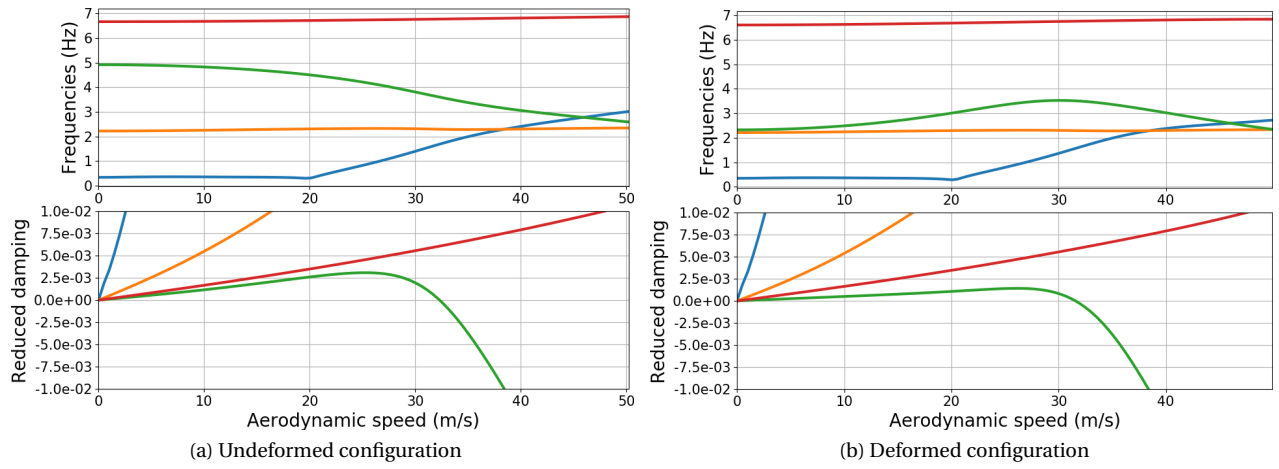 7
6
5
4
3
2
1
0
Frequencies (Hz)
0 10 20 30 40 50
1.0e-02
7.5e-03
5.0e-03
2.5e-03
0.0e+00
-2.5e-03
-5.0e-03
-7.5e-03
-1.0e-02
Reduced damping
0 10 20 30 40 50
Aerodynamic speed (m/s)
(a) Undeformed configuration
7
6
5
4
3
2
1
0
Frequencies (Hz)
0 10 20 30 40
1.0e-02
7.5e-03
5.0e-03
2.5e-03
0.0e+00
-2.5e-03
-5.0e-03
-7.5e-03
-1.0e-02
Reduced damping
0 10 20 30 40
Aerodynamic speed (m/s)
(b) Deformed configuration